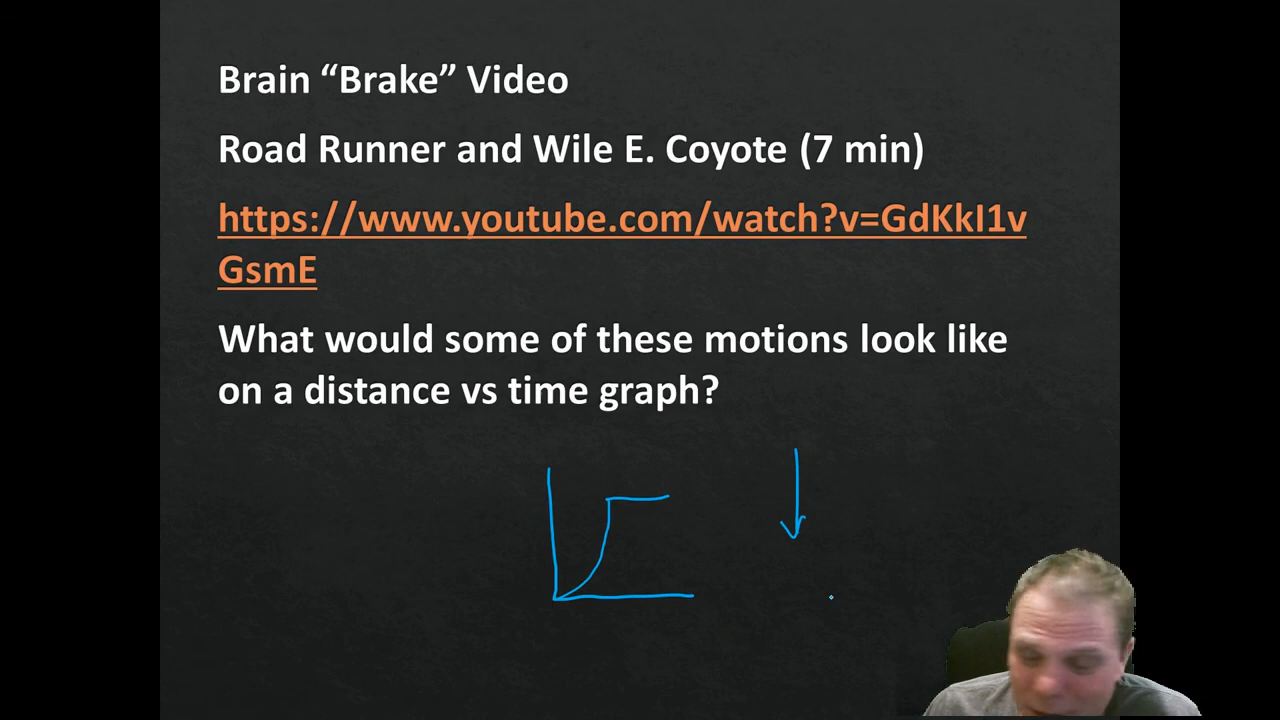 Brain “Brake” Video
Road Runner and Wile E. Coyote (7 min)
https://www.youtube.com/watch?v=GdKkI1v
GsmE
What would some of these motions look like
on a distance vs time graph?